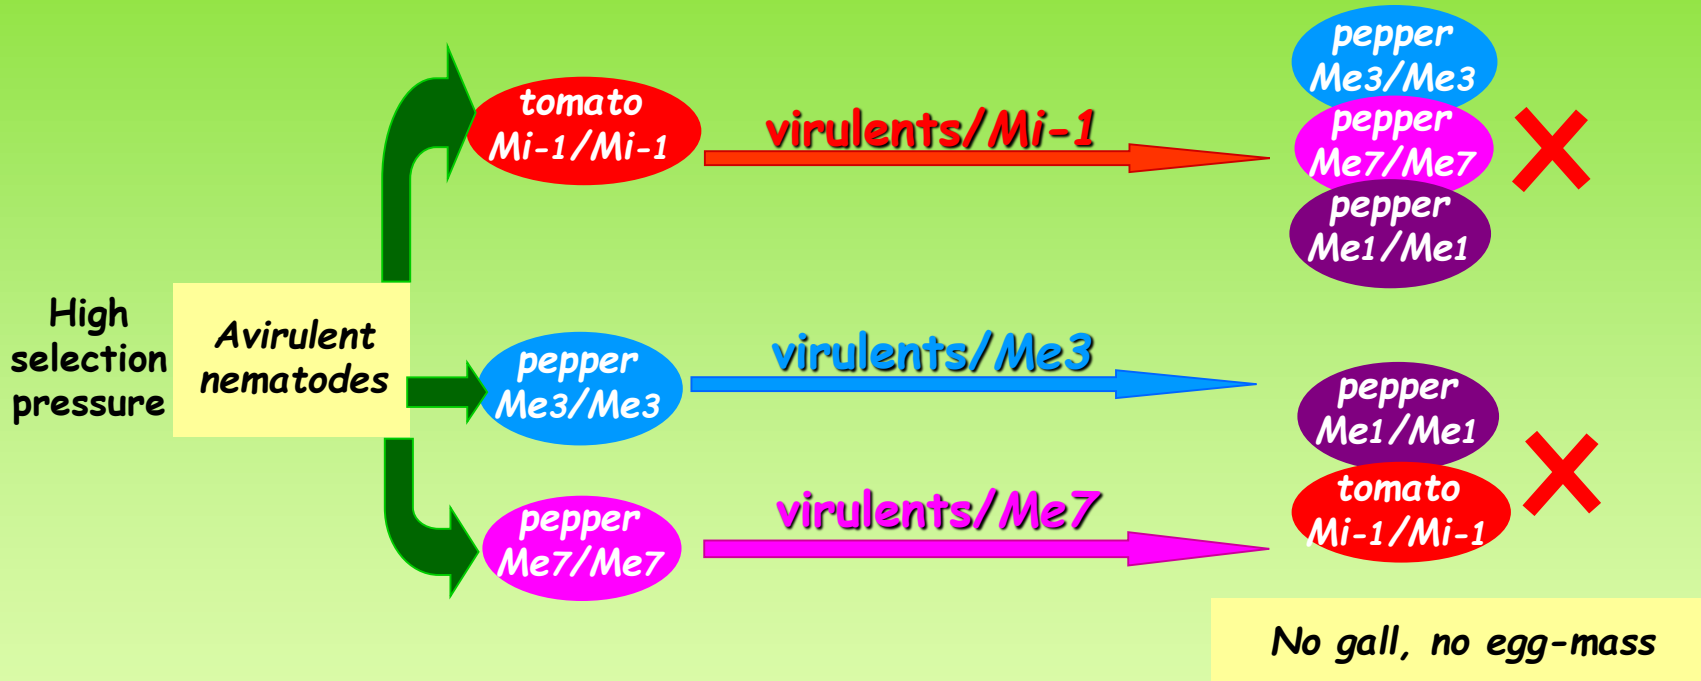 High
selection
pressure
Avirulent
nematodes
tomato
Mi-1/Mi-1
virulents/Mi-1
pepper
Me3/Me3
pepper
Me7/Me7
pepper
Me1/Me1
pepper
Me3/Me3
virulents/Me3
pepper
Me1/Me1
tomato
Mi-1/Mi-1
pepper
Me7/Me7
virulents/Me7
No gall, no egg-mass